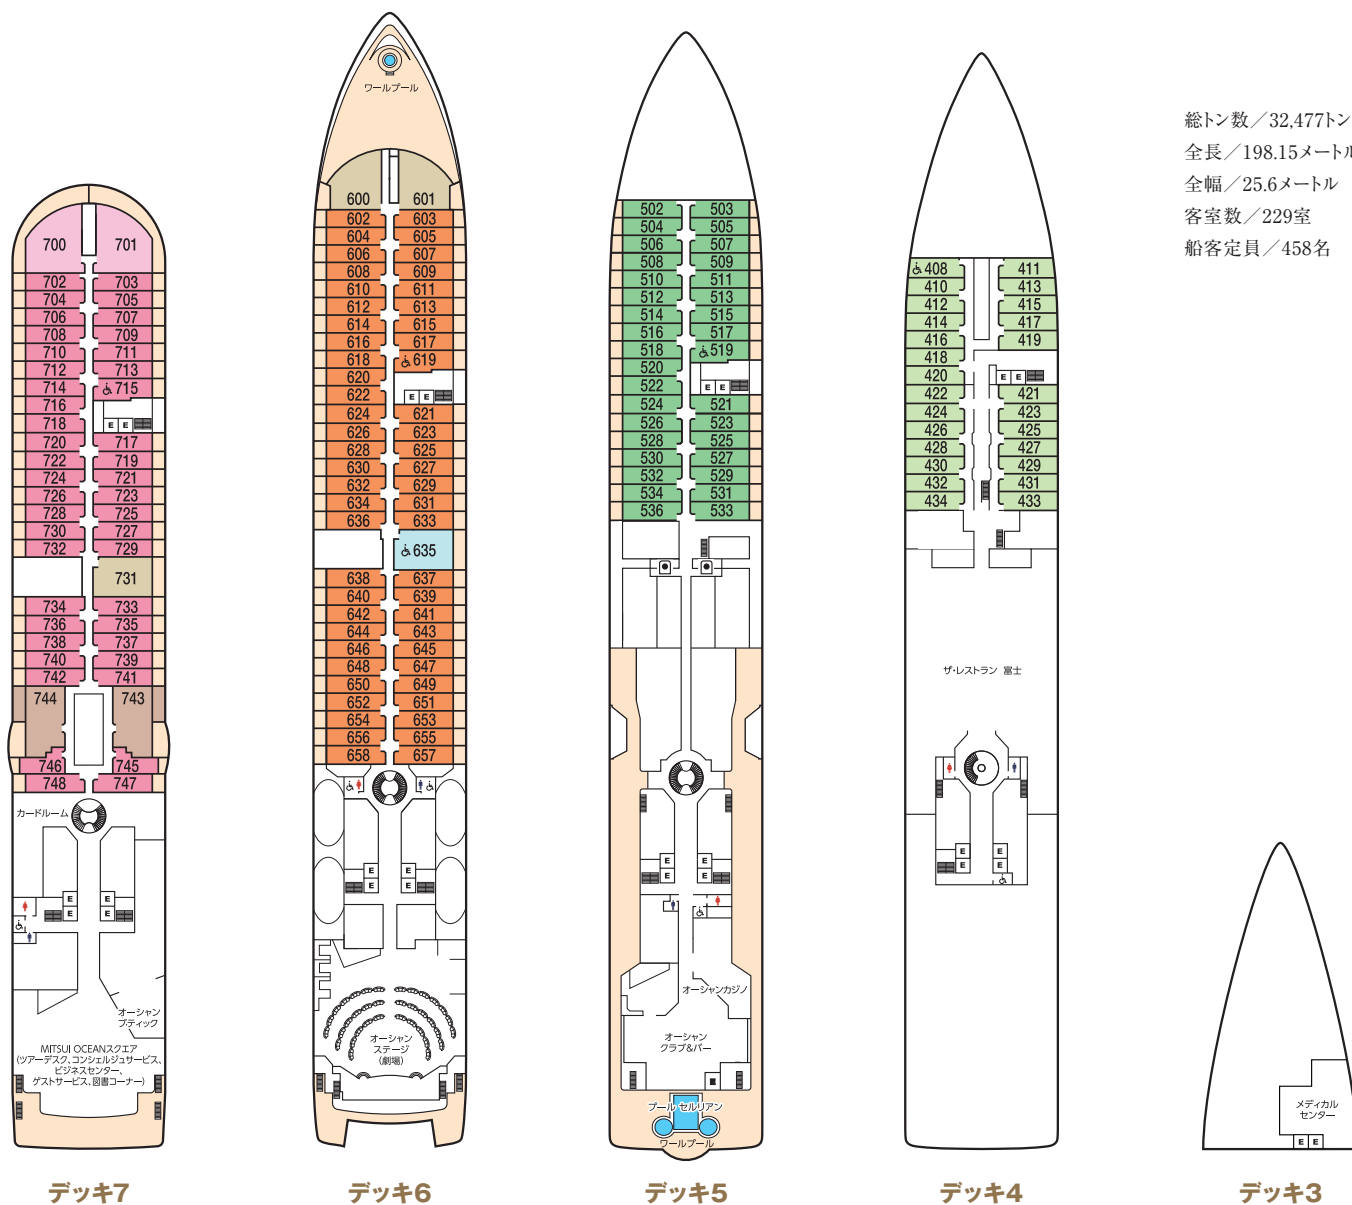 700 701
702 703
704 705
706 707
708 709
710 711
712 713
714 715
716
718
E E
720 717
722 719
724 721
726 723
728 725
730 727
732 729
731
734 733
736 735
738 737
740 739
742 741
744 743
746 745
748 747
カードルーム
E E
E E
オーシャン
ブティック
MITSUI OCEANスクエア
(ツアーデスク、コンシェルジュサービス、
ビジネスセンター、
ゲストサービス、図書コーナー)
デッキ7
ワールプール
600 601
602 603
604 605
606 607
608 609
610 611
612 613
614 615
616 617
618 619
620
622
E E
624 621
626 623
628 625
630 627
632 629
634 631
636 633
635
638 637
640 639
642 641
644 643
646 645
648 647
650 649
652 651
654 653
656 655
658 657
E E
E E
オーシャン
ステージ
(劇場)
デッキ6
502 503
504 505
506 507
508 509
510 511
512 513
514 515
516 517
518 519
520
522
E E
524 521
526 523
528 525
530 527
532 529
534 531
536 533
E E
E E
オーシャンカジノ
オーシャン
クラブ&バー
E
プール セルリアン
ワールプール
デッキ5
408 411
410 413
412 415
414 417
416 419
418
420
E E
422 421
424 423
426 425
428 427
430 429
432 431
434 433
ザ・レストラン 富士
E E
E E
デッキ4
総トン数／32,477トン
全長／198.15メートル
全幅／25.6メートル
客室数／229室
船客定員／458名
メディカル
センター
E E
デッキ3